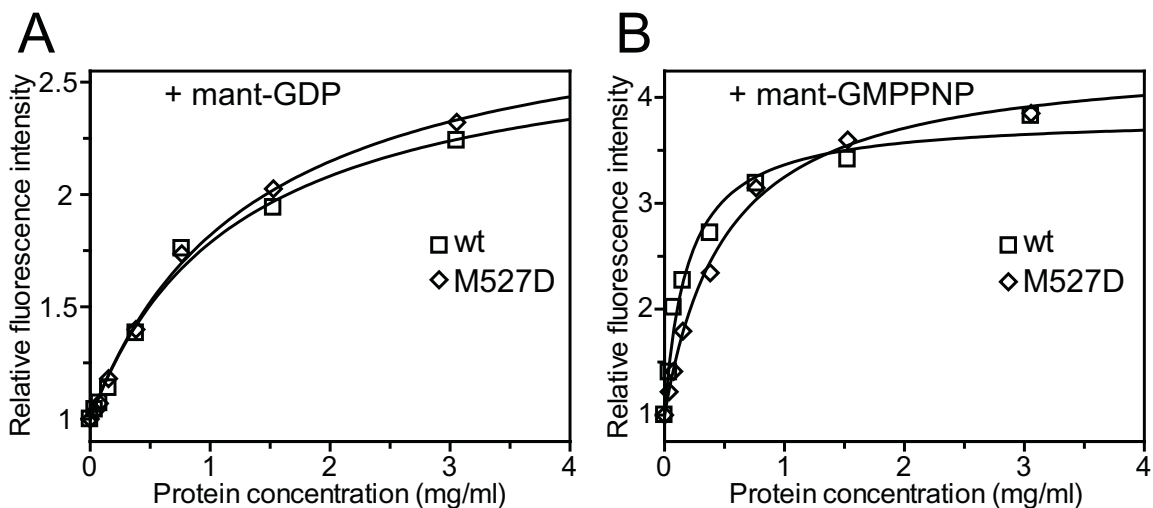 A
Relative fluorescence intensity
2.5
2
1.5
1
+ mant-GDP
wt
M527D
0 1 2 3 4
Protein concentration (mg/ml)
B
Relative fluorescence intensity
4
3
2
1
+ mant-GMPPNP
wt
M527D
0 1 2 3 4
Protein concentration (mg/ml)